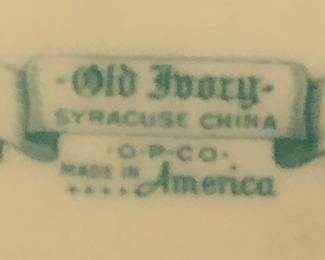 -Old Ivory-
SYRACUSE CHINA
·O·P·CO·
MADE IN America
....